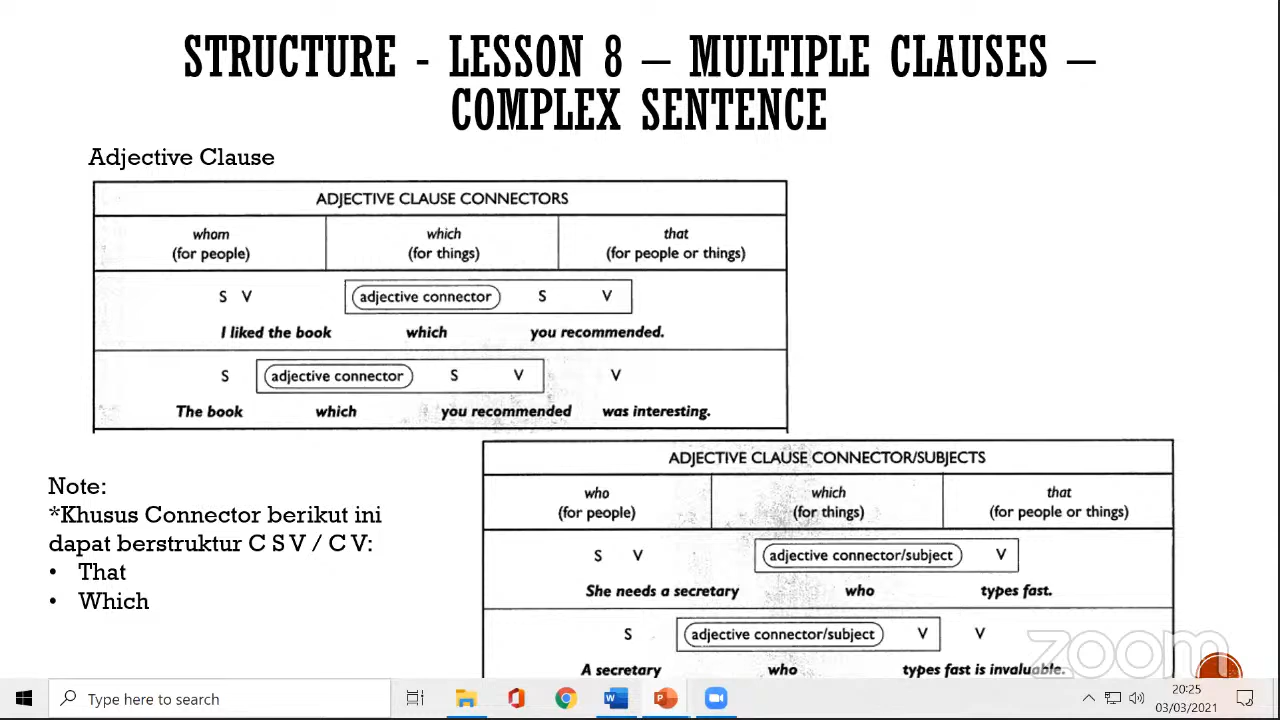 STRUCTURE - LESSON 8 – MULTIPLE CLAUSES –
COMPLEX SENTENCE
Adjective Clause
ADJECTIVE CLAUSE CONNECTORS
whom which that
(for people) (for things) (for people or things)
S V adjective connector S V
I liked the book which you recommended.
S adjective connector S V V
The book which you recommended was interesting.
ADJECTIVE CLAUSE CONNECTOR/SUBJECTS
who which that
(for people) (for things) (for people or things)
S V adjective connector/subject V
She needs a secretary who types fast.
S adjective connector/subject V V
A secretary who types fast is invaluable.
Note:
*Khusus Connector berikut ini
dapat berstruktur C S V / C V:
• That
• Which
zoom
Type here to search
20:25
03/03/2021